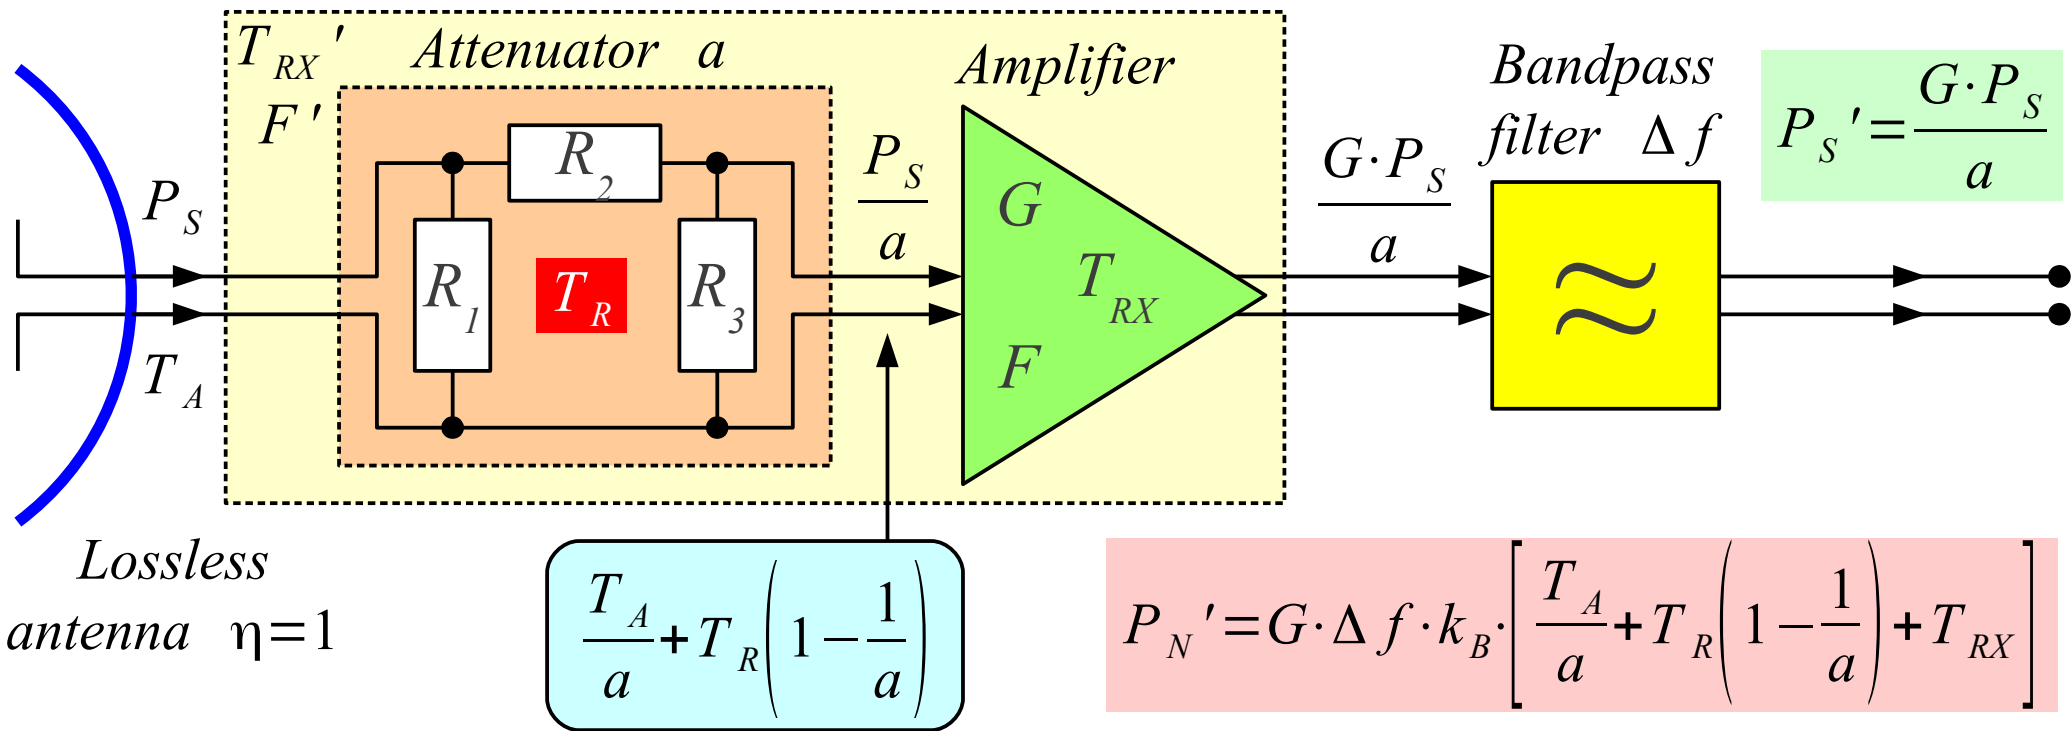 T_RX'
F'
Attenuator a
Amplifier
Bandpass
filter Δf
P_S' = G·P_S / a
P_S
T_A
R_1
R_2
R_3
T_R
P_S / a
G
T_RX
F
G·P_S / a
≈
Lossless
antenna η=1
T_A / a + T_R (1 − 1/a)
P_N' = G·Δf·k_B·[T_A / a + T_R (1 − 1/a) + T_RX]